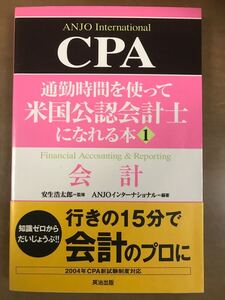 ANJO International
CPA
通勤時間を使って
米国公認会計士
になれる本1
Financial Accounting & Reporting
会計
安生浩太郎=監修 ANJOインターナショナル=編著
知識ゼロから
だいじょうぶ!!
行きの15分で
会計のプロに
2004年CPA新試験制度対応
英治出版